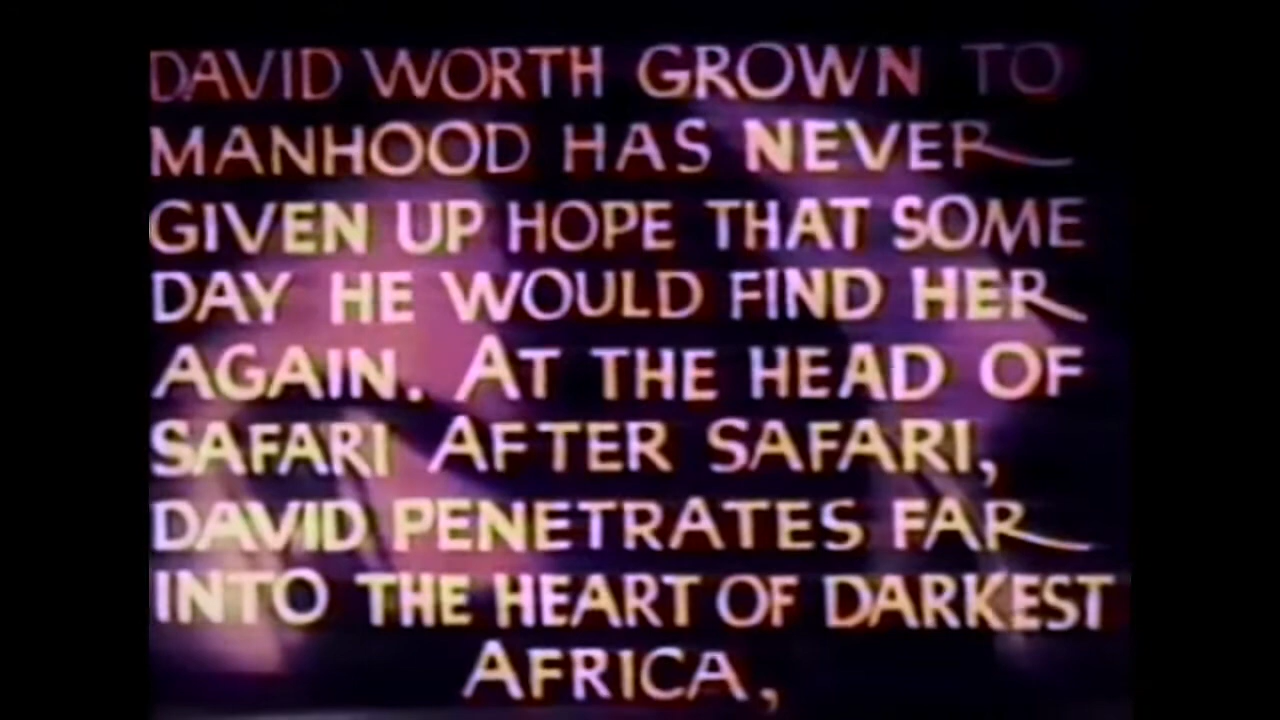 DAVID WORTH GROWN TO
MANHOOD HAS NEVER
GIVEN UP HOPE THAT SOME
DAY HE WOULD FIND HER
AGAIN. AT THE HEAD OF
SAFARI AFTER SAFARI,
DAVID PENETRATES FAR
INTO THE HEART OF DARKEST
AFRICA,